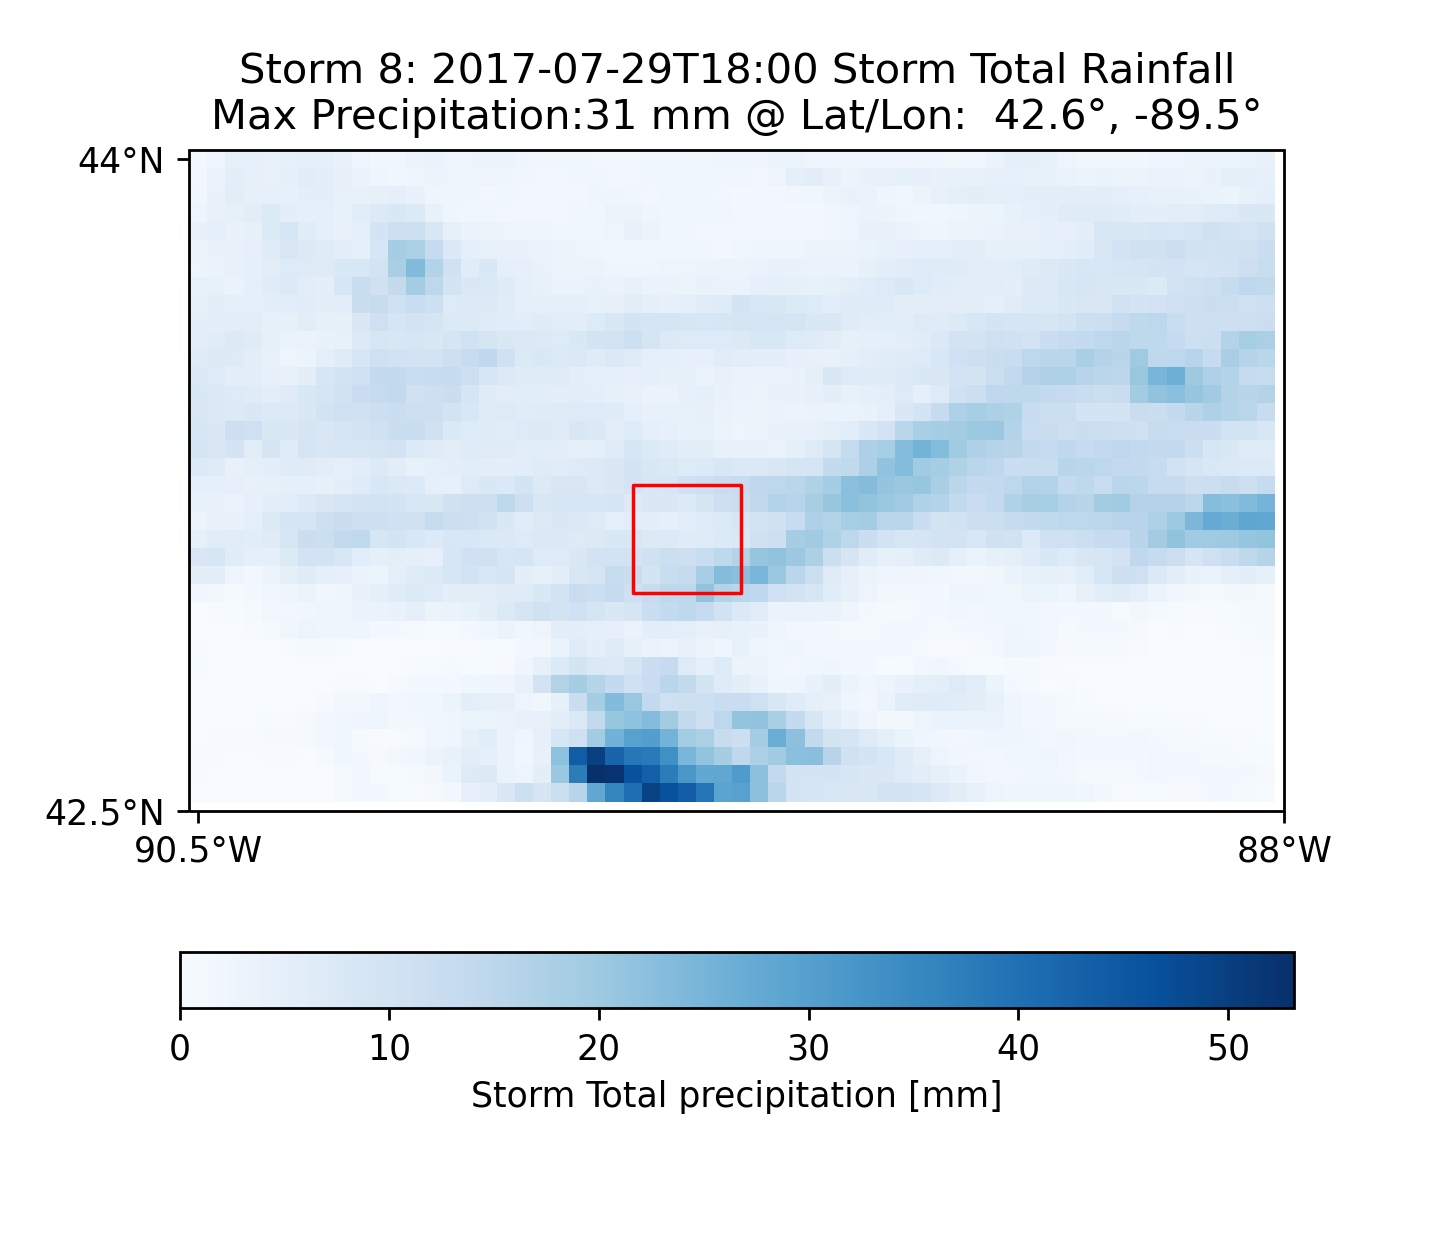 Storm 8: 2017-07-29T18:00 Storm Total Rainfall
Max Precipitation:31 mm @ Lat/Lon:  42.6°, -89.5°
44°N
42.5°N
90.5°W 88°W
0 10 20 30 40 50
Storm Total precipitation [mm]